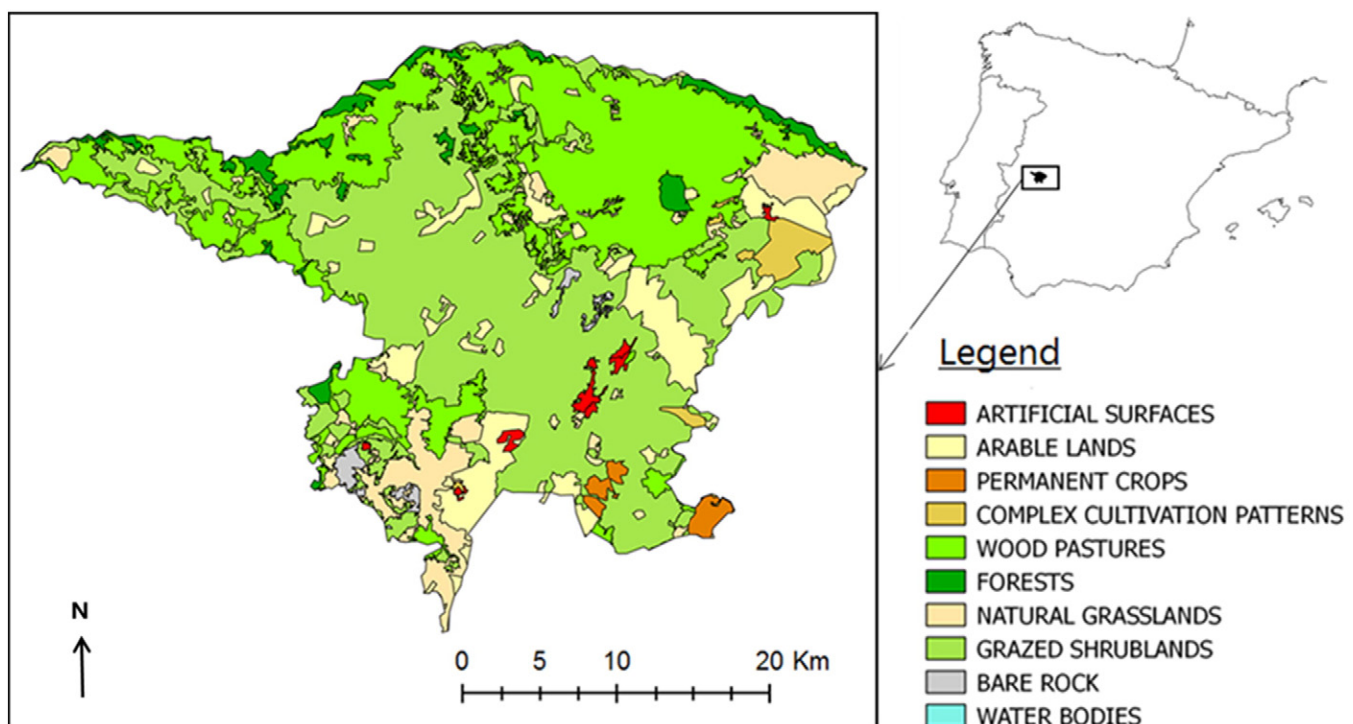 Legend
ARTIFICIAL SURFACES
ARABLE LANDS
PERMANENT CROPS
COMPLEX CULTIVATION PATTERNS
WOOD PASTURES
FORESTS
NATURAL GRASSLANDS
GRAZED SHRUBLANDS
BARE ROCK
WATER BODIES
N
0 5 10 20 Km